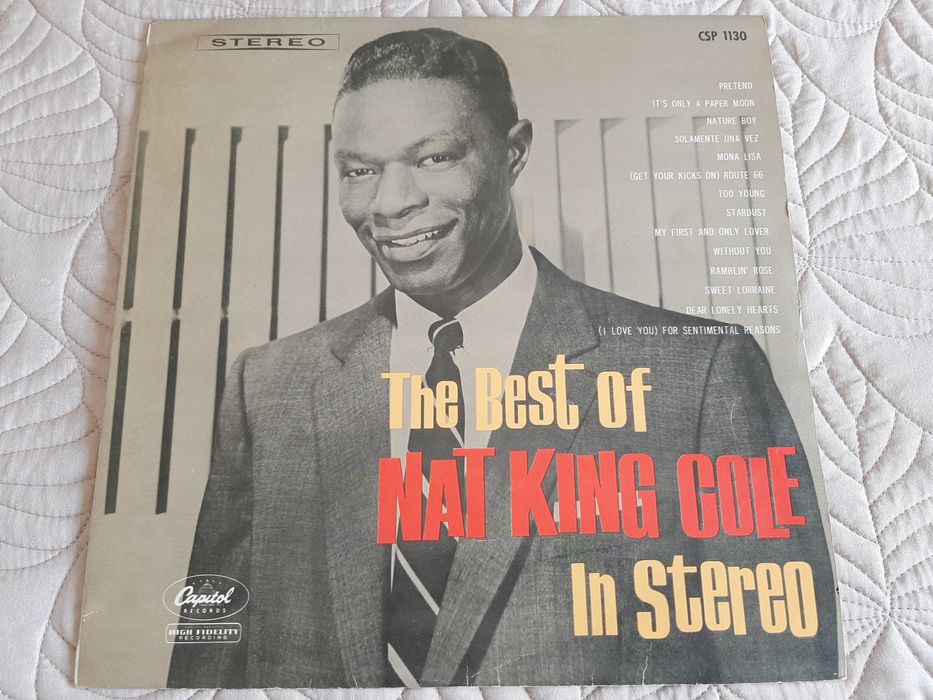 STEREO
CSP 1130
PRETEND
IT'S ONLY A PAPER MOON
NATURE BOY
SOLAMENTE UNA VEZ
MONA LISA
(GET YOUR KICKS ON) ROUTE 66
TOO YOUNG
STARDUST
MY FIRST AND ONLY LOVER
WITHOUT YOU
RAMBLIN' ROSE
SWEET LORRAINE
DEAR LONELY HEARTS
(I LOVE YOU) FOR SENTIMENTAL REASONS
The Best of
NAT KING COLE
In Stereo
Capitol
RECORDS
HIGH FIDELITY
RECORDING